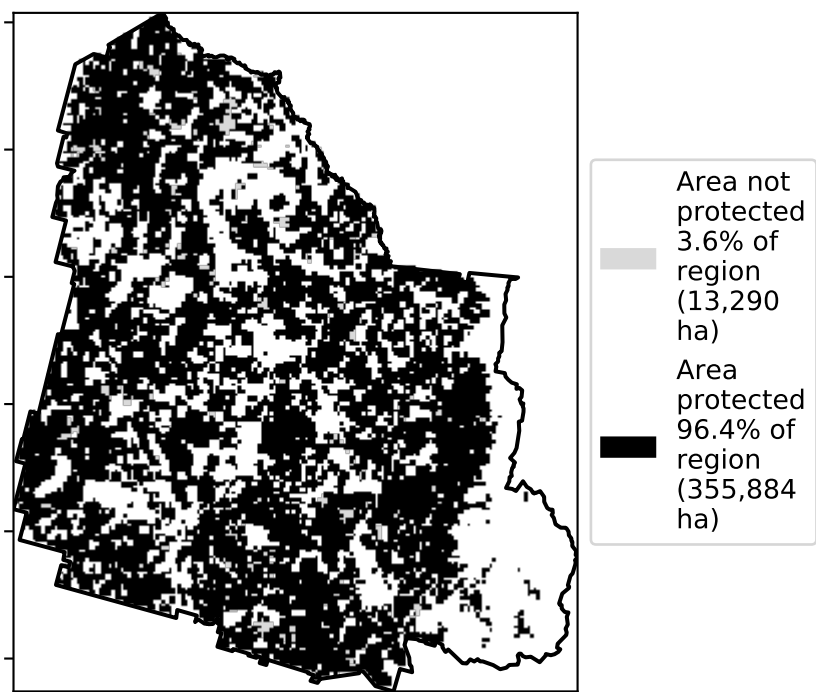 Area not
protected
3.6% of
region
(13,290
ha)
Area
protected
96.4% of
region
(355,884
ha)